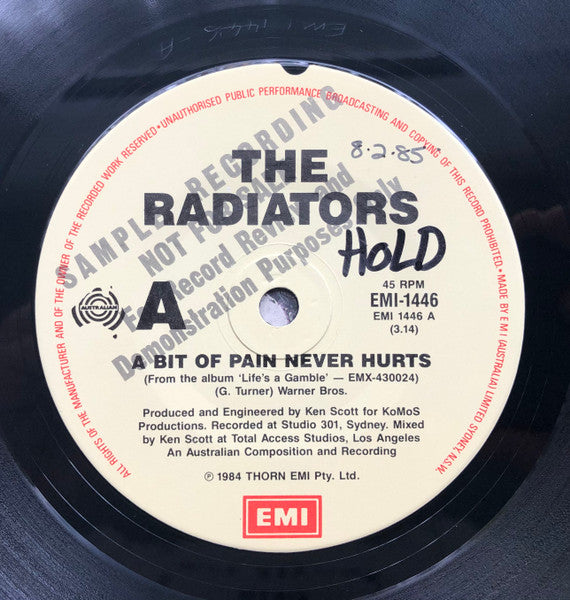 EMI 1446-A
ALL RIGHTS OF THE MANUFACTURER AND OF THE OWNER OF THE RECORDED WORK RESERVED • UNAUTHORISED PUBLIC PERFORMANCE BROADCASTING AND COPYING OF THIS RECORD PROHIBITED. • MADE BY EMI (AUSTRALIA) LIMITED SYDNEY N.S.W.
SAMPLE RECORDING
NOT FOR SALE
For Record Review and
Demonstration Purposes Only
8.2.85
THE
RADIATORS
HOLD
AUSTRALIAN
A
45 RPM
EMI-1446
EMI 1446 A
(3.14)
A BIT OF PAIN NEVER HURTS
(From the album ‘Life's a Gamble’ — EMX-430024)
(G. Turner) Warner Bros.
Produced and Engineered by Ken Scott for KoMoS
Productions. Recorded at Studio 301, Sydney. Mixed
by Ken Scott at Total Access Studios, Los Angeles
An Australian Composition and Recording
℗ 1984 THORN EMI Pty. Ltd.
EMI